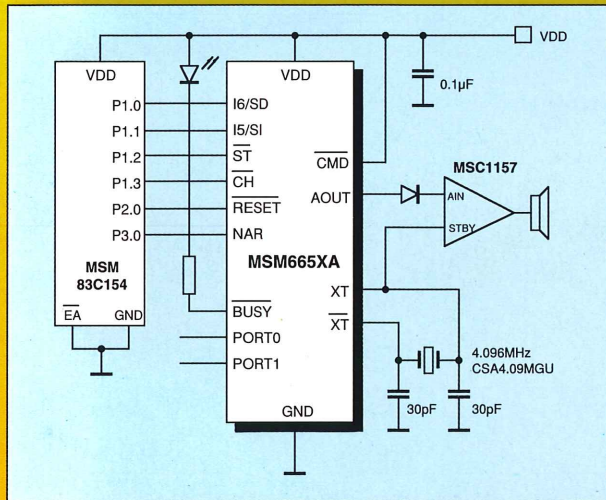 VDD
VDD
VDD
0.1µF
P1.0
P1.1
P1.2
P1.3
P2.0
P3.0
MSM
83C154
EA
GND
I6/SD
I5/SI
ST
CH
RESET
NAR
MSM665XA
BUSY
PORT0
PORT1
GND
CMD
AOUT
XT
XT
MSC1157
AIN
STBY
4.096MHz
CSA4.09MGU
30pF
30pF